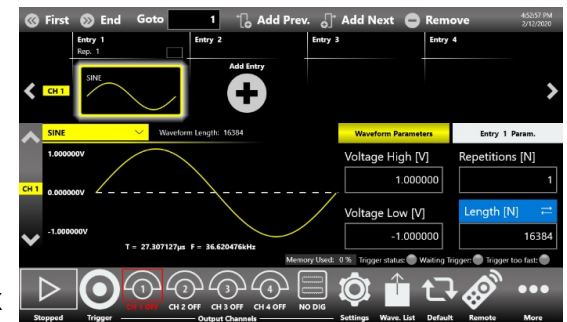 First End Goto 1 Add Prev. Add Next Remove 4:52:57 PM
2/12/2020
Entry 1 Entry 2 Entry 3 Entry 4
Rep. 1
Add Entry
SINE
CH 1
SINE Waveform Length: 16384 Waveform Parameters Entry 1 Param.
1.000000V Voltage High [V] Repetitions [N]
1.000000 1
CH 1 0.000000V
Voltage Low [V] Length [N]
-1.000000V -1.000000 16384
T = 27.307127µs F = 36.620476kHz
Memory Used: 0 % Trigger status: Waiting Trigger: Trigger too fast:
1 2 3 4
CH 1 OFF CH 2 OFF CH 3 OFF CH 4 OFF NO DIG
Stopped Trigger Output Channels Settings Wave. List Default Remote More